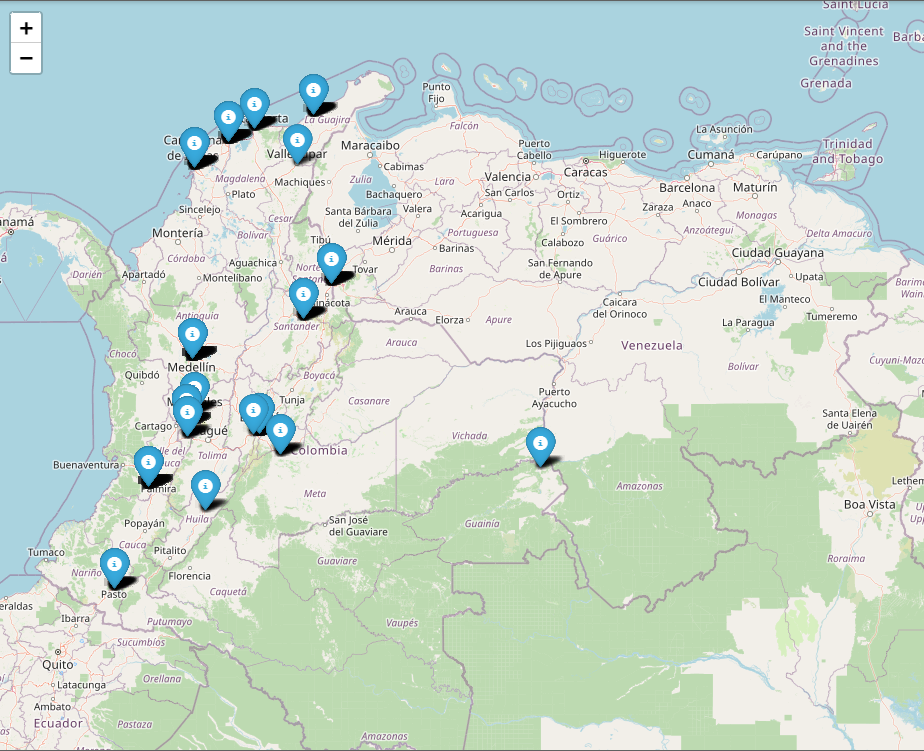 +
−
Saint Lucia
Saint Vincent
and the
Grenadines
Grenada
Punto
Fijo
La Guajira
Falcón
La Asunción
Trinidad
and Tobago
Puerto
Cabello
Higuerote
Cumaná
Carúpano
Maracaibo
Caracas
Cabimas
Valencia
San Carlos
Barcelona
Maturín
Magdalena
Machiques
Zulia
Lara
Plato
Bachaquero
Ortiz
Anaco
Zaraza
Sincelejo
Santa Bárbara
del Zulia
Valera
Acarigua
El Sombrero
Monagas
Cesar
Montería
Bolívar
Tibú
Mérida
Portuguesa
Calabozo
Guárico
Anzoátegui
Delta Amacuro
Barinas
Ciudad Guayana
Córdoba
Aguachica
Tovar
Barinas
San Fernando
de Apure
Darién
Apartadó
Montelíbano
Ciudad Bolívar
Upata
El Manteco
Caicara
del Orinoco
Arauca
Elorza
Apure
Tumeremo
La Paragua
Antioquia
Santander
Arauca
Los Pijiguaos
Venezuela
Chocó
Medellín
Bolívar
Quibdó
Boyacá
Puerto
Ayacucho
Tunja
Casanare
Cartago
Santa Elena
de Uairén
Vichada
Colombia
Tolima
Buenaventura
Palmira
Meta
Amazonas
Boa Vista
Huila
San José
del Guaviare
Guainía
Popayán
Cauca
Pitalito
Tumaco
Roraima
Nariño
Florencia
Pasto
Caquetá
Ibarra
Putumayo
Vaupés
Sucumbíos
Quito
Orellana
Latacunga
Ambato
Ecuador
Pastaza
Amazonas